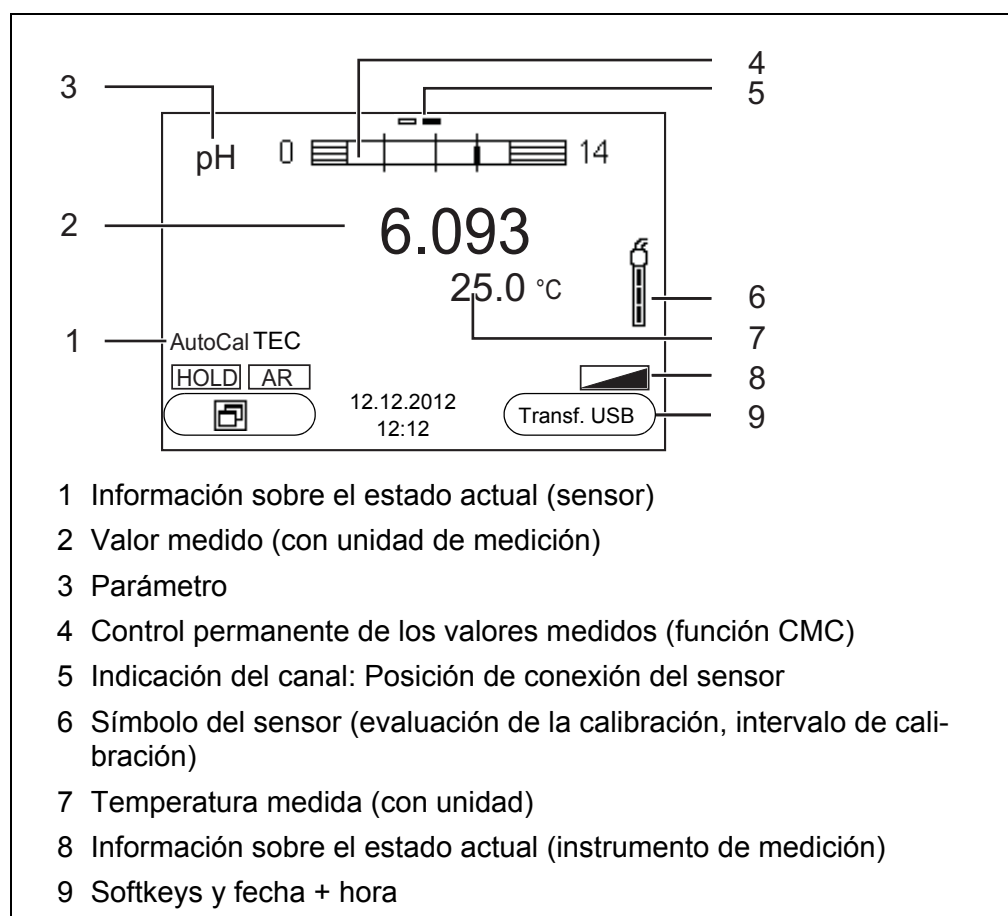 4
3
5
pH 0 14
2
6.093
25.0 °C
6
7
1 AutoCal TEC
HOLD AR
8
12.12.2012
Transf. USB
9
12:12
1 Información sobre el estado actual (sensor)
2 Valor medido (con unidad de medición)
3 Parámetro
4 Control permanente de los valores medidos (función CMC)
5 Indicación del canal: Posición de conexión del sensor
6 Símbolo del sensor (evaluación de la calibración, intervalo de cali-
bración)
7 Temperatura medida (con unidad)
8 Información sobre el estado actual (instrumento de medición)
9 Softkeys y fecha + hora